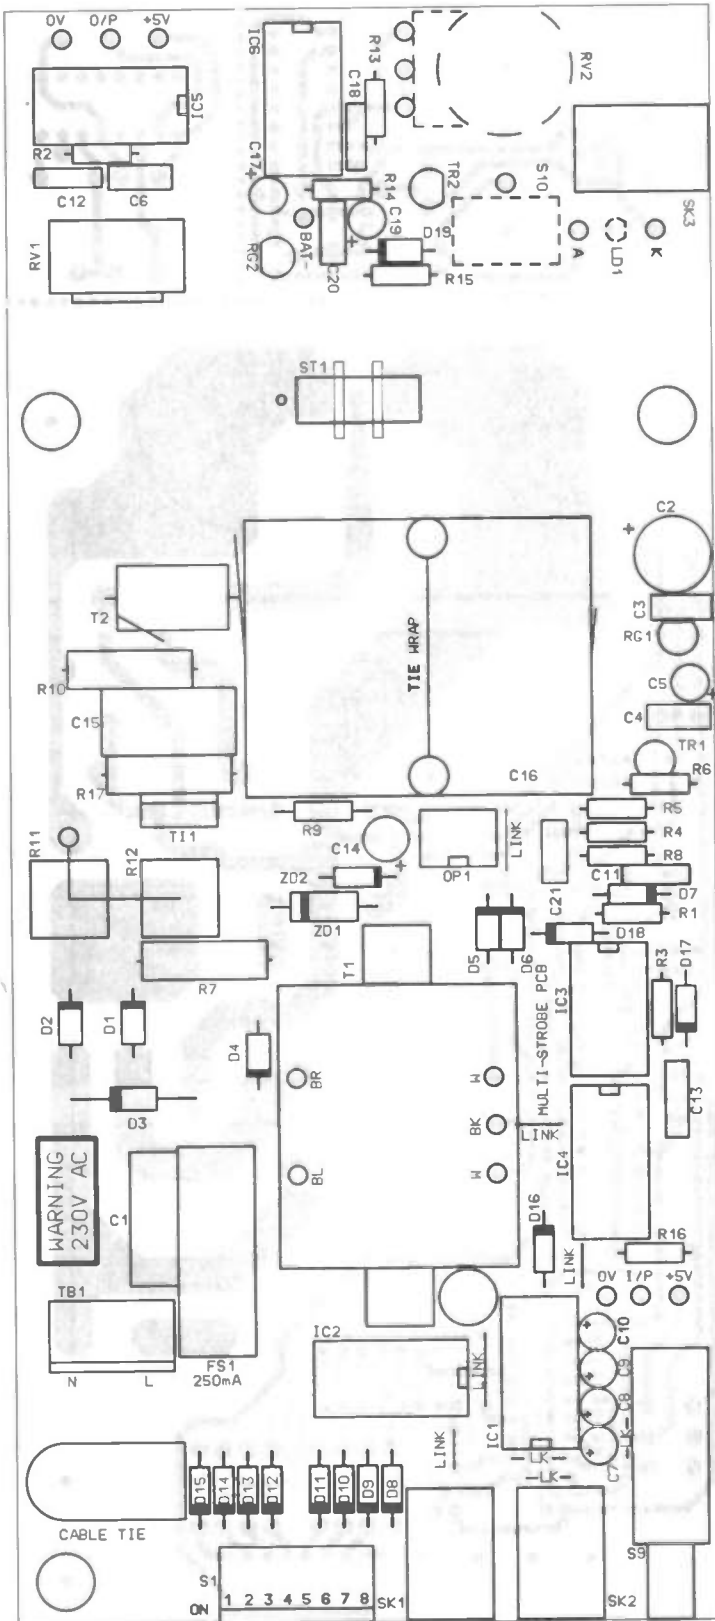 0V O/P +5V
IC5
R2
C12 C6
RV1
IC6
R13
C18
C17+
R14
TR2
BAT-
C19
+
D19
RG2
C20
R15
RV2
S10
SK3
A
LD1
K
ST1
C2
+
C3
RG1
C5
+
C4
TR1
R6
T2
TIE WRAP
R10
C15
R17
TI1
C16
R9
R5
R4
R8
C11
D7
R1
R11
R12
C14
+
OP1
LINK
C21
ZD2
ZD1
D5
D6
D18
T1
R7
D2
D1
D4
D3
IC3
R3
D17
MULTI-STROBE PCB
BR
W
BK
LINK
BL
W
IC4
C13
WARNING
230V AC
C1
D16
LINK
R16
0V I/P +5V
TB1
N L
FS1
250mA
IC2
LINK
LINK
IC1
+
C10
+
C9
+
C8
+
C7
-LK-
-LK-
-LK-
CABLE TIE
D15
D14
D13
D12
D11
D10
D9
D8
S1
ON
1 2 3 4 5 6 7 8
SK1
SK2
S9